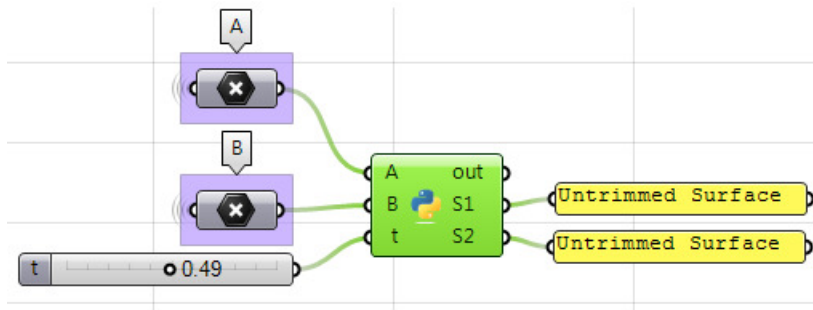 A
B
A out
B S1
t S2
Untrimmed Surface
Untrimmed Surface
t 0.49